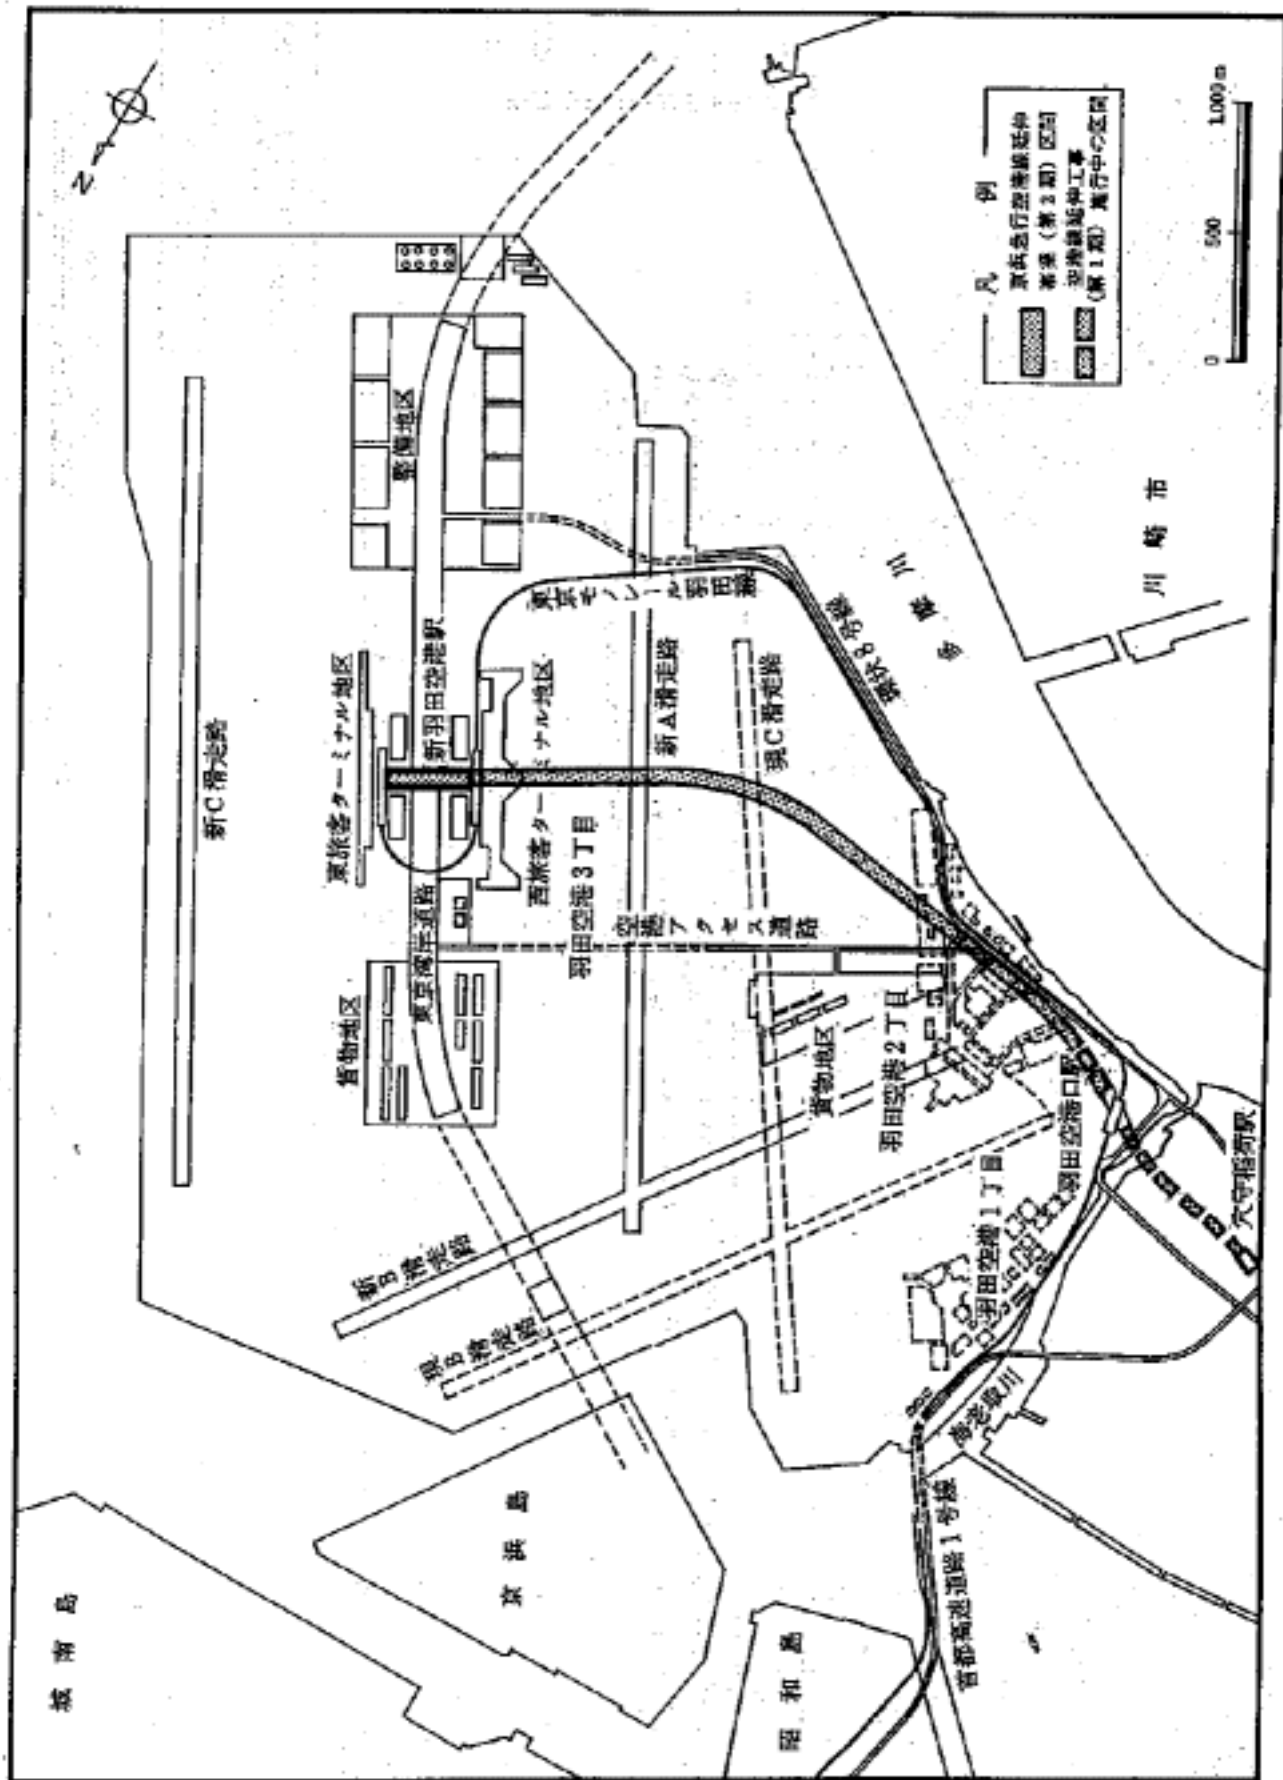 N
城南島
京浜島
昭和島
新C滑走路
東旅客ターミナル地区
新羽田空港駅
西旅客ターミナル地区
整備地区
貨物地区
東京湾岸道路
羽田空港3丁目
空港アクセス道路
東京モノレール羽田線
新A滑走路
現C滑走路
新B滑走路
現B滑走路
貨物地区
羽田空港2丁目
羽田空港1丁目
羽田空港口駅
穴守稲荷駅
海老取川
首都高速道路1号線
環状8号線
川崎市
凡例
京浜急行空港線延伸
事業(第2期)区間
空港線延伸工事
(第1期)施行中の区間
0 500 1,000m